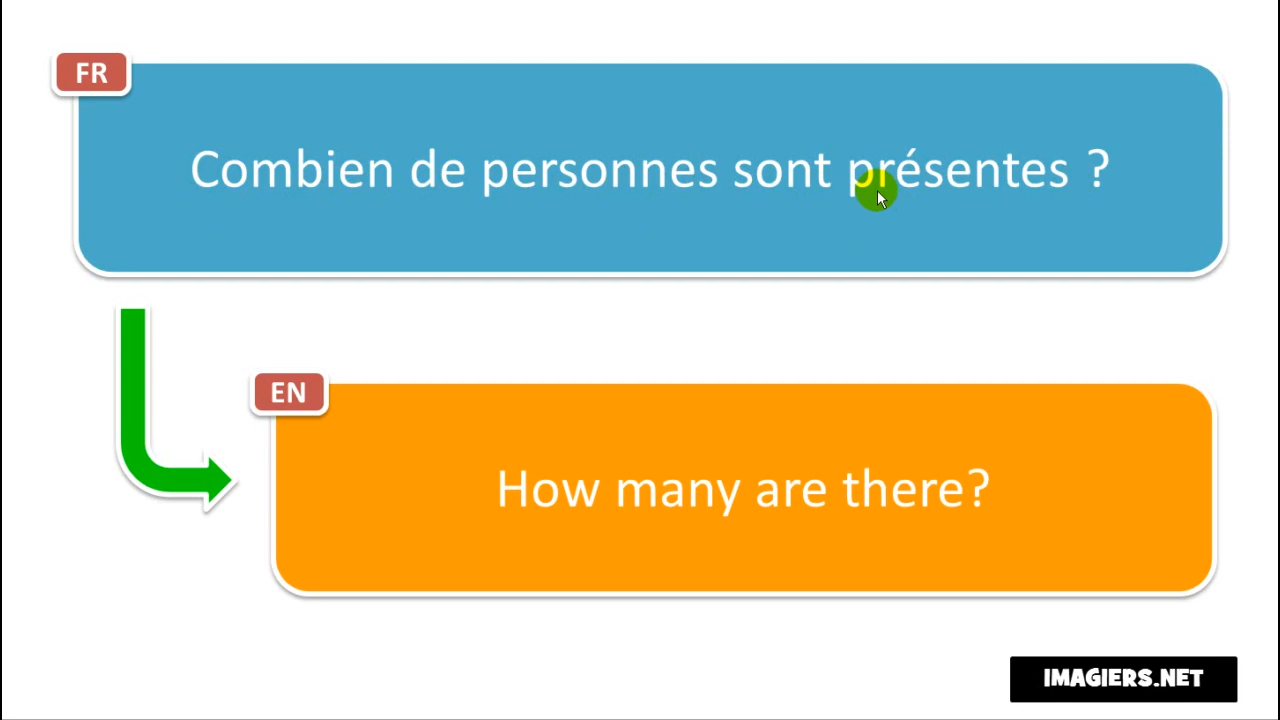 FR
Combien de personnes sont présentes ?
EN
How many are there?
IMAGIERS.NET